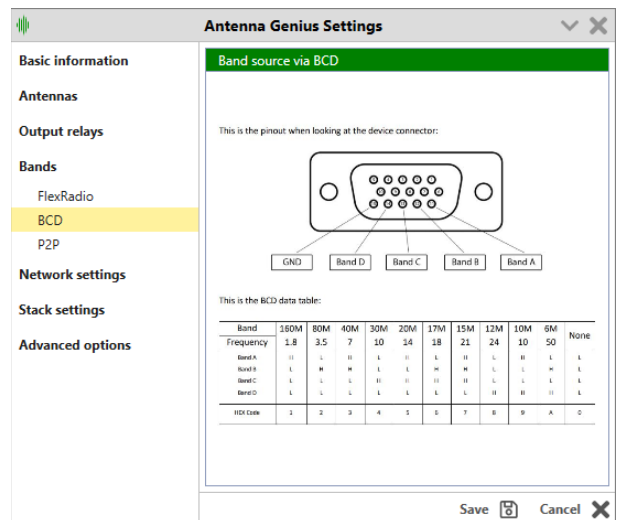 Antenna Genius Settings
Basic information
Antennas
Output relays
Bands
FlexRadio
BCD
P2P
Network settings
Stack settings
Advanced options
Band source via BCD
This is the pinout when looking at the device connector:
GND Band D Band C Band B Band A
This is the BCD data table:
Band 160M 80M 40M 30M 20M 17M 15M 12M 10M 6M None
Frequency 1.8 3.5 7 10 14 18 21 24 10 50
Band A H L H L H L H L H L L
Band B L H H L L H H L L H L
Band C L L L H H H H L L L L
Band D L L L L L L L H H H L
HEX Code 1 2 3 4 5 6 7 8 9 A 0
Save Cancel